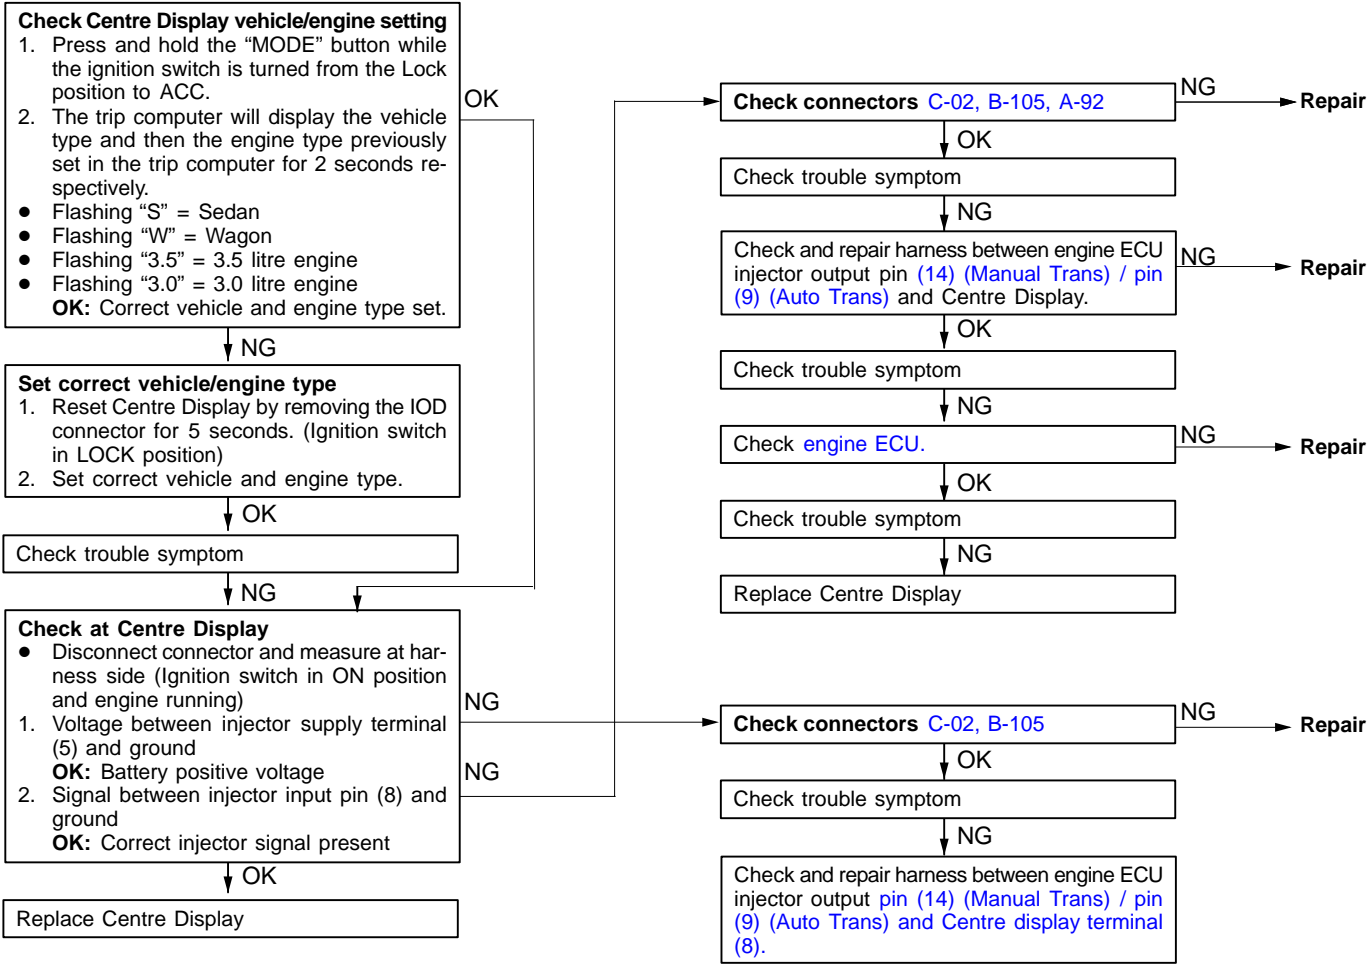 Check Centre Display vehicle/engine setting
1. Press and hold the “MODE” button while
the ignition switch is turned from the Lock
position to ACC.
2. The trip computer will display the vehicle
type and then the engine type previously
set in the trip computer for 2 seconds re-
spectively.
● Flashing “S” = Sedan
● Flashing “W” = Wagon
● Flashing “3.5” = 3.5 litre engine
● Flashing “3.0” = 3.0 litre engine
OK: Correct vehicle and engine type set.
OK
NG
Set correct vehicle/engine type
1. Reset Centre Display by removing the IOD
connector for 5 seconds. (Ignition switch
in LOCK position)
2. Set correct vehicle and engine type.
OK
Check trouble symptom
NG
Check at Centre Display
● Disconnect connector and measure at har-
ness side (Ignition switch in ON position
and engine running)
1. Voltage between injector supply terminal
(5) and ground
OK: Battery positive voltage
2. Signal between injector input pin (8) and
ground
OK: Correct injector signal present
NG
NG
OK
Replace Centre Display
Check connectors C-02, B-105, A-92
NG
Repair
OK
Check trouble symptom
NG
Check and repair harness between engine ECU
injector output pin (14) (Manual Trans) / pin
(9) (Auto Trans) and Centre Display.
NG
Repair
OK
Check trouble symptom
NG
Check engine ECU.
NG
Repair
OK
Check trouble symptom
NG
Replace Centre Display
Check connectors C-02, B-105
NG
Repair
OK
Check trouble symptom
NG
Check and repair harness between engine ECU
injector output pin (14) (Manual Trans) / pin
(9) (Auto Trans) and Centre display terminal
(8).